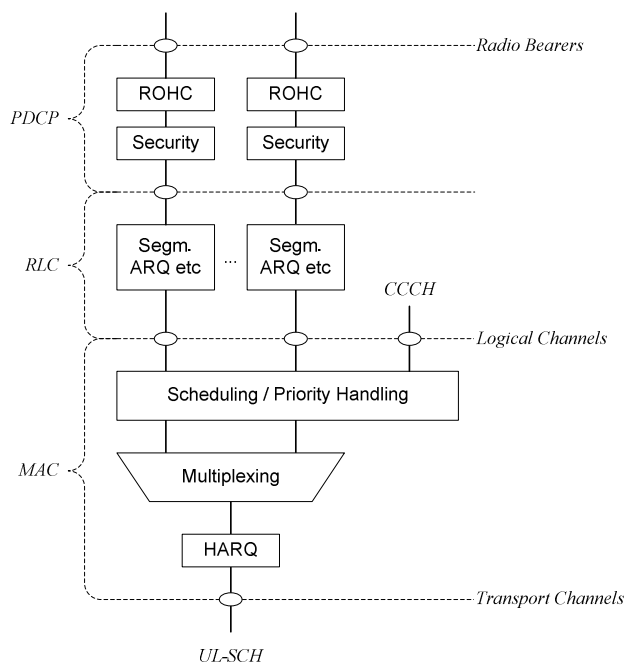 Radio Bearers
ROHC ROHC
PDCP
Security Security
Segm. ARQ etc ... Segm. ARQ etc
RLC
CCCH
Logical Channels
Scheduling / Priority Handling
Multiplexing
MAC
HARQ
Transport Channels
UL-SCH